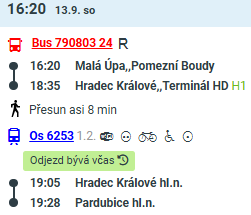 16:20 13.9. so
Bus 790803 24 R
16:20 Malá Úpa,,Pomezní Boudy
18:35 Hradec Králové,,Terminál HD H1
Přesun asi 8 min
Os 6253 1.2.
Odjezd bývá včas
19:05 Hradec Králové hl.n.
19:28 Pardubice hl.n.